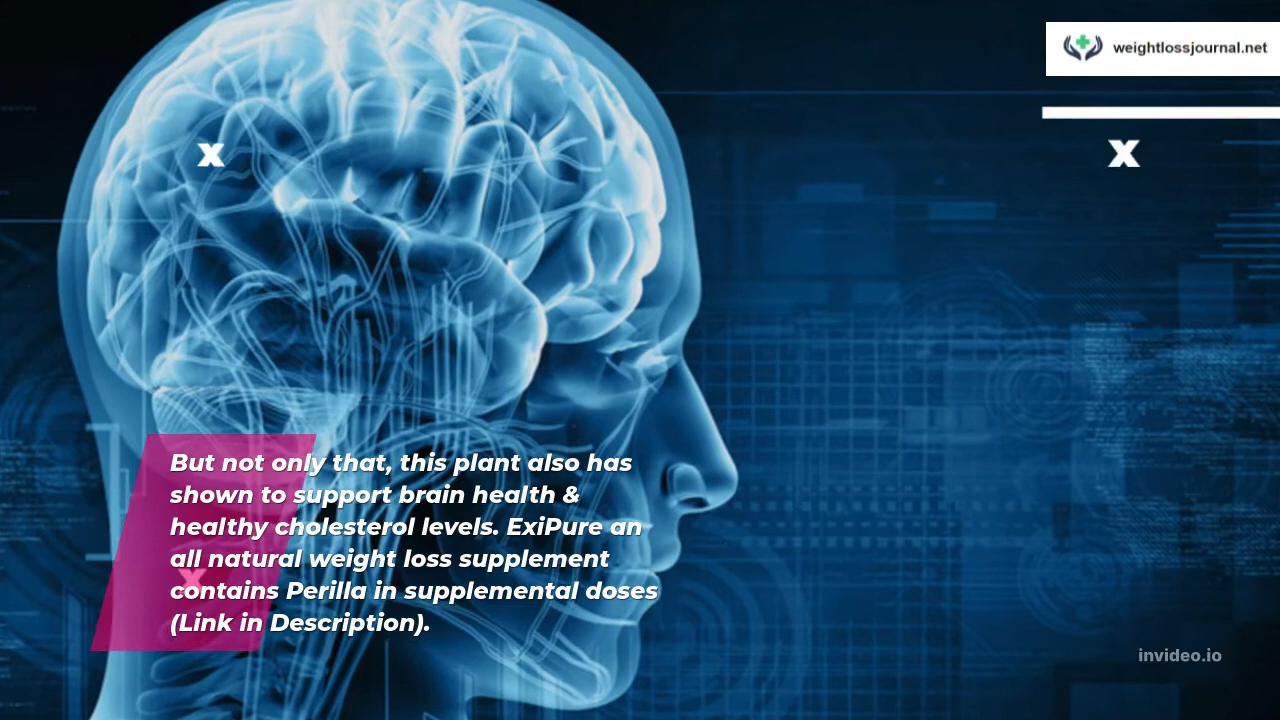 weightlossjournal.net
But not only that, this plant also has
shown to support brain health &
healthy cholesterol levels. ExiPure an
all natural weight loss supplement
contains Perilla in supplemental doses
(Link in Description).
invideo.io